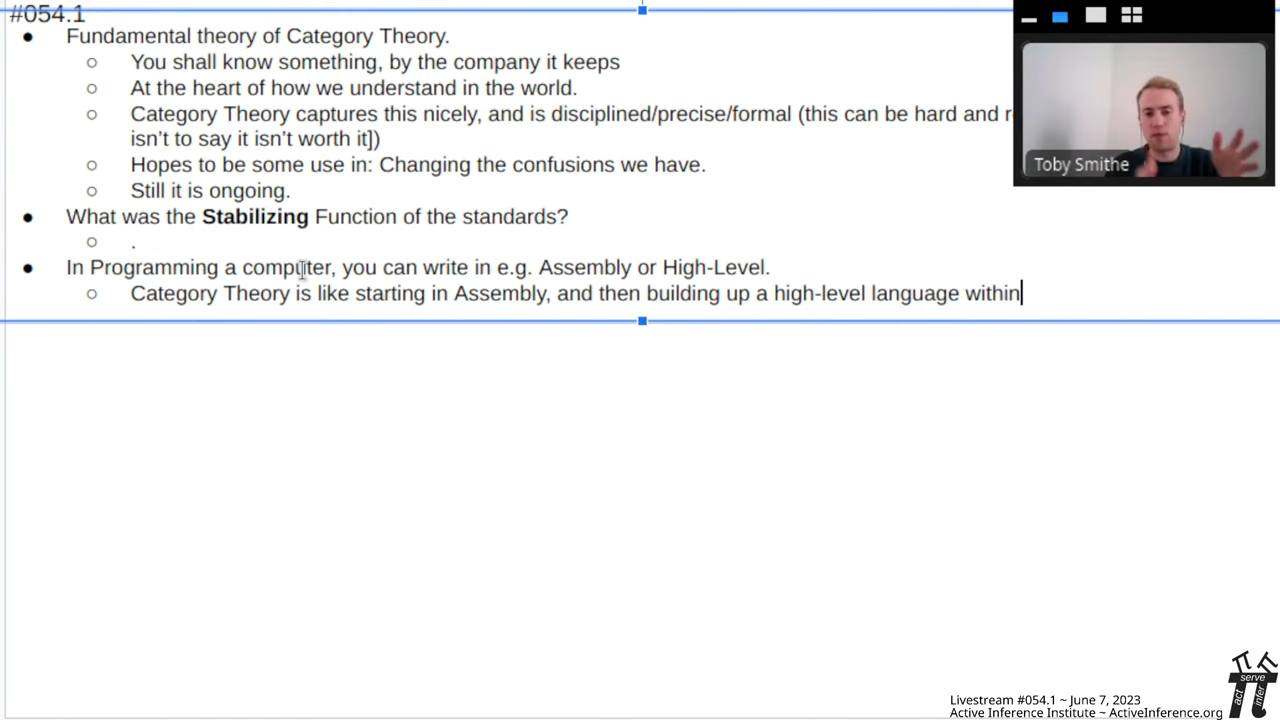 #054.1
● Fundamental theory of Category Theory.
○ You shall know something, by the company it keeps
○ At the heart of how we understand in the world.
○ Category Theory captures this nicely, and is disciplined/precise/formal (this can be hard and
isn’t to say it isn’t worth it])
○ Hopes to be some use in: Changing the confusions we have.
○ Still it is ongoing.
● What was the Stabilizing Function of the standards?
○ .
● In Programming a computer, you can write in e.g. Assembly or High-Level.
○ Category Theory is like starting in Assembly, and then building up a high-level language within
Toby Smithe
act serve infer
Livestream #054.1 ~ June 7, 2023
Active Inference Institute ~ ActiveInference.org